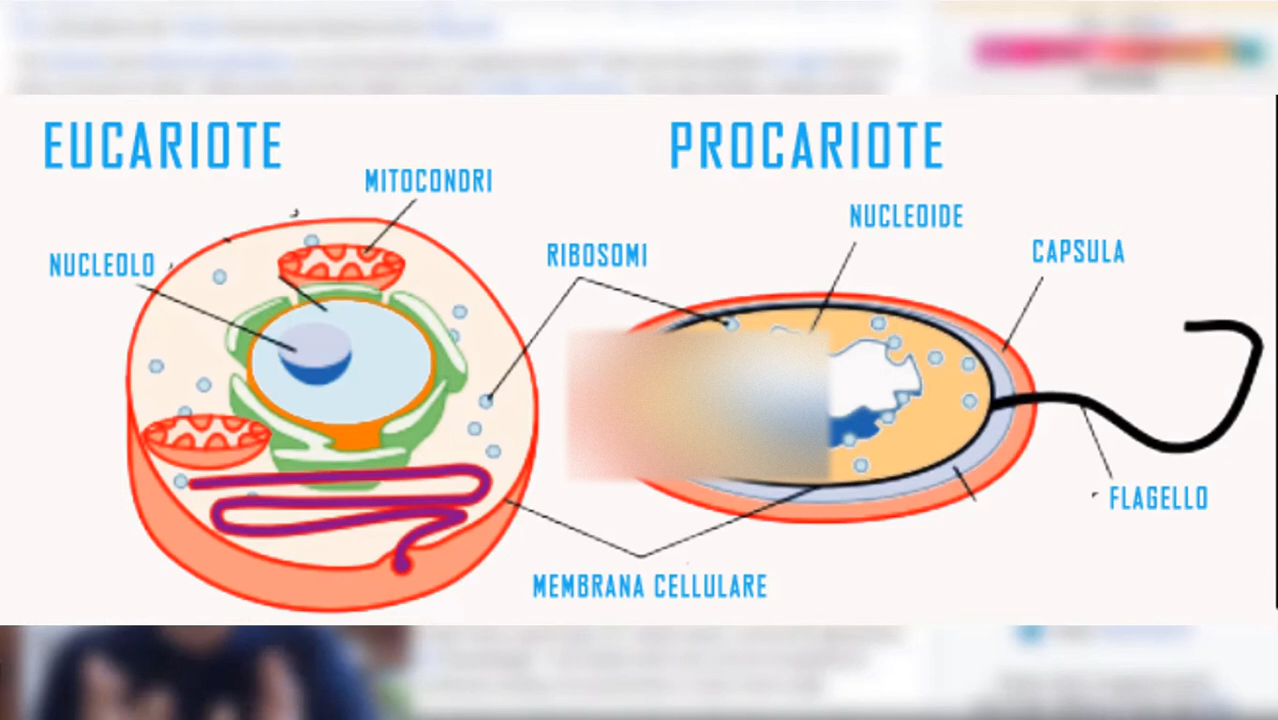 EUCARIOTE
PROCARIOTE
MITOCONDRI
NUCLEOIDE
NUCLEOLO
RIBOSOMI
CAPSULA
FLAGELLO
MEMBRANA CELLULARE